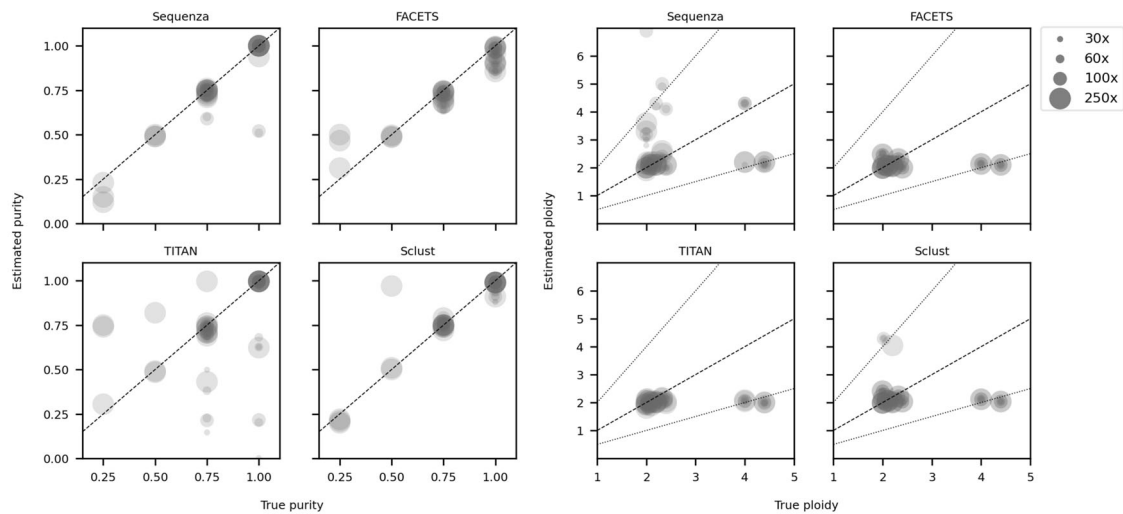 Sequenza
FACETS
Sequenza
FACETS
1.00
0.75
0.50
0.25
0.00
6
5
4
3
2
1
30x
60x
100x
250x
Estimated purity
Estimated ploidy
TITAN
Sclust
TITAN
Sclust
1.00
0.75
0.50
0.25
0.00
6
5
4
3
2
1
0.25 0.50 0.75 1.00
0.25 0.50 0.75 1.00
1 2 3 4 5
1 2 3 4 5
True purity
True ploidy